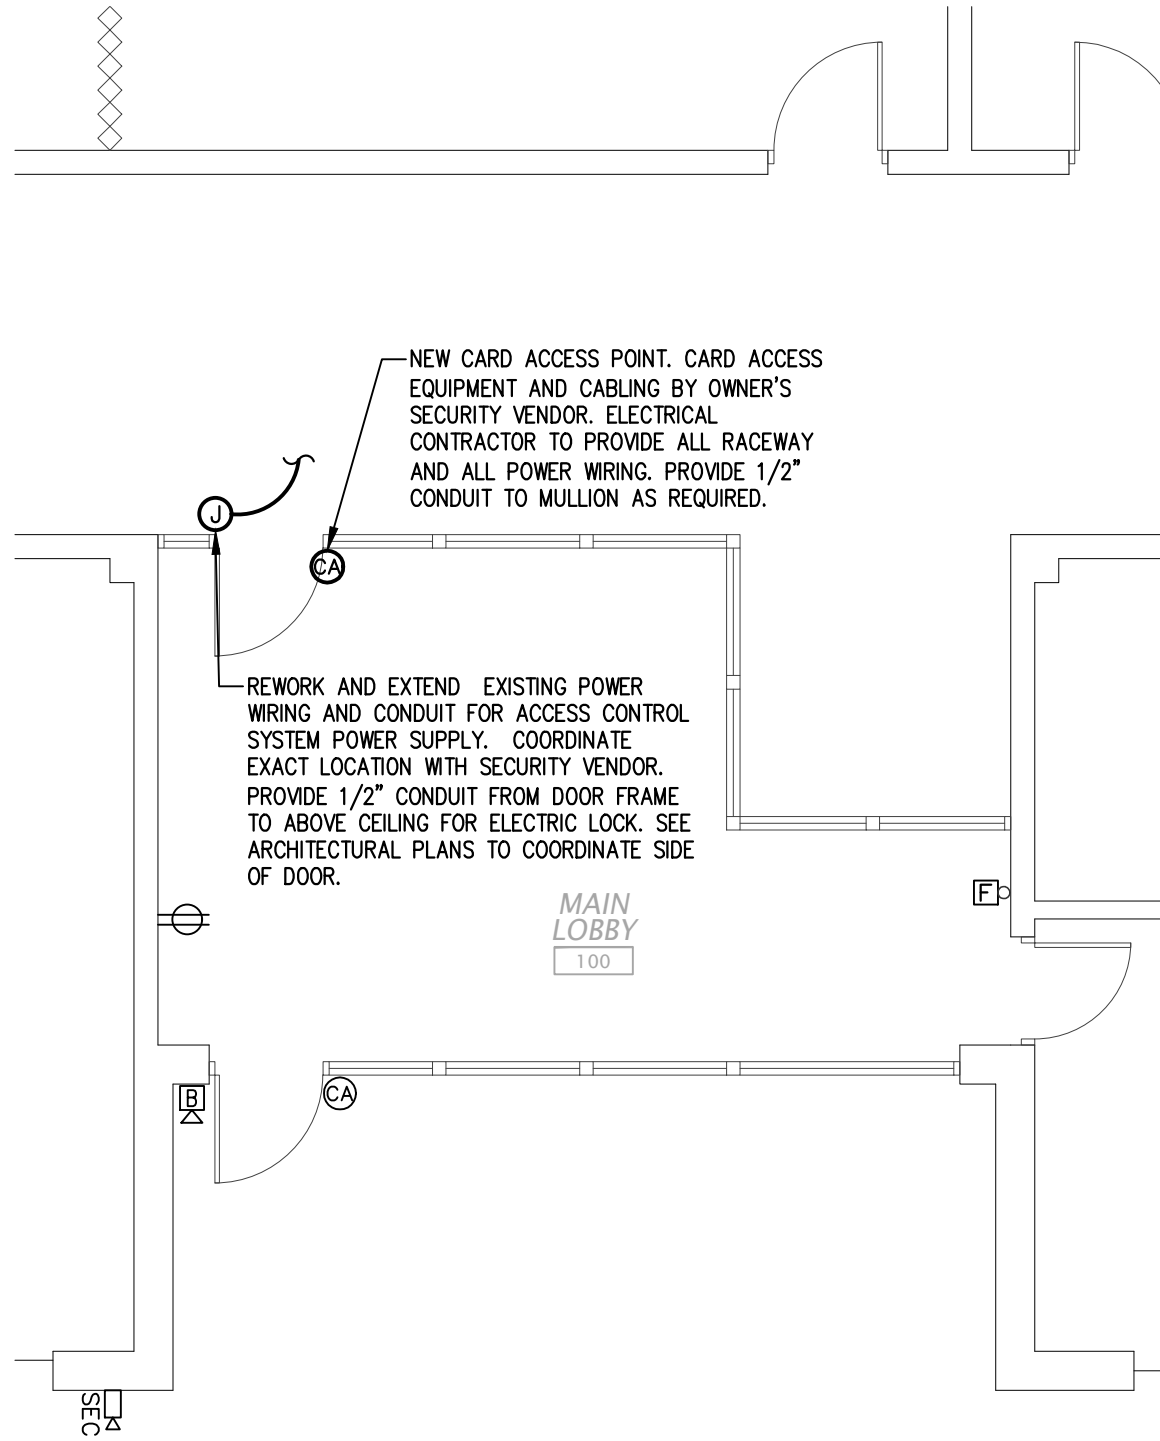 NEW CARD ACCESS POINT. CARD ACCESS
EQUIPMENT AND CABLING BY OWNER'S
SECURITY VENDOR. ELECTRICAL
CONTRACTOR TO PROVIDE ALL RACEWAY
AND ALL POWER WIRING. PROVIDE 1/2"
CONDUIT TO MULLION AS REQUIRED.
J
CA
REWORK AND EXTEND EXISTING POWER
WIRING AND CONDUIT FOR ACCESS CONTROL
SYSTEM POWER SUPPLY. COORDINATE
EXACT LOCATION WITH SECURITY VENDOR.
PROVIDE 1/2" CONDUIT FROM DOOR FRAME
TO ABOVE CEILING FOR ELECTRIC LOCK. SEE
ARCHITECTURAL PLANS TO COORDINATE SIDE
OF DOOR.
F
MAIN
LOBBY
100
B
CA
SEC